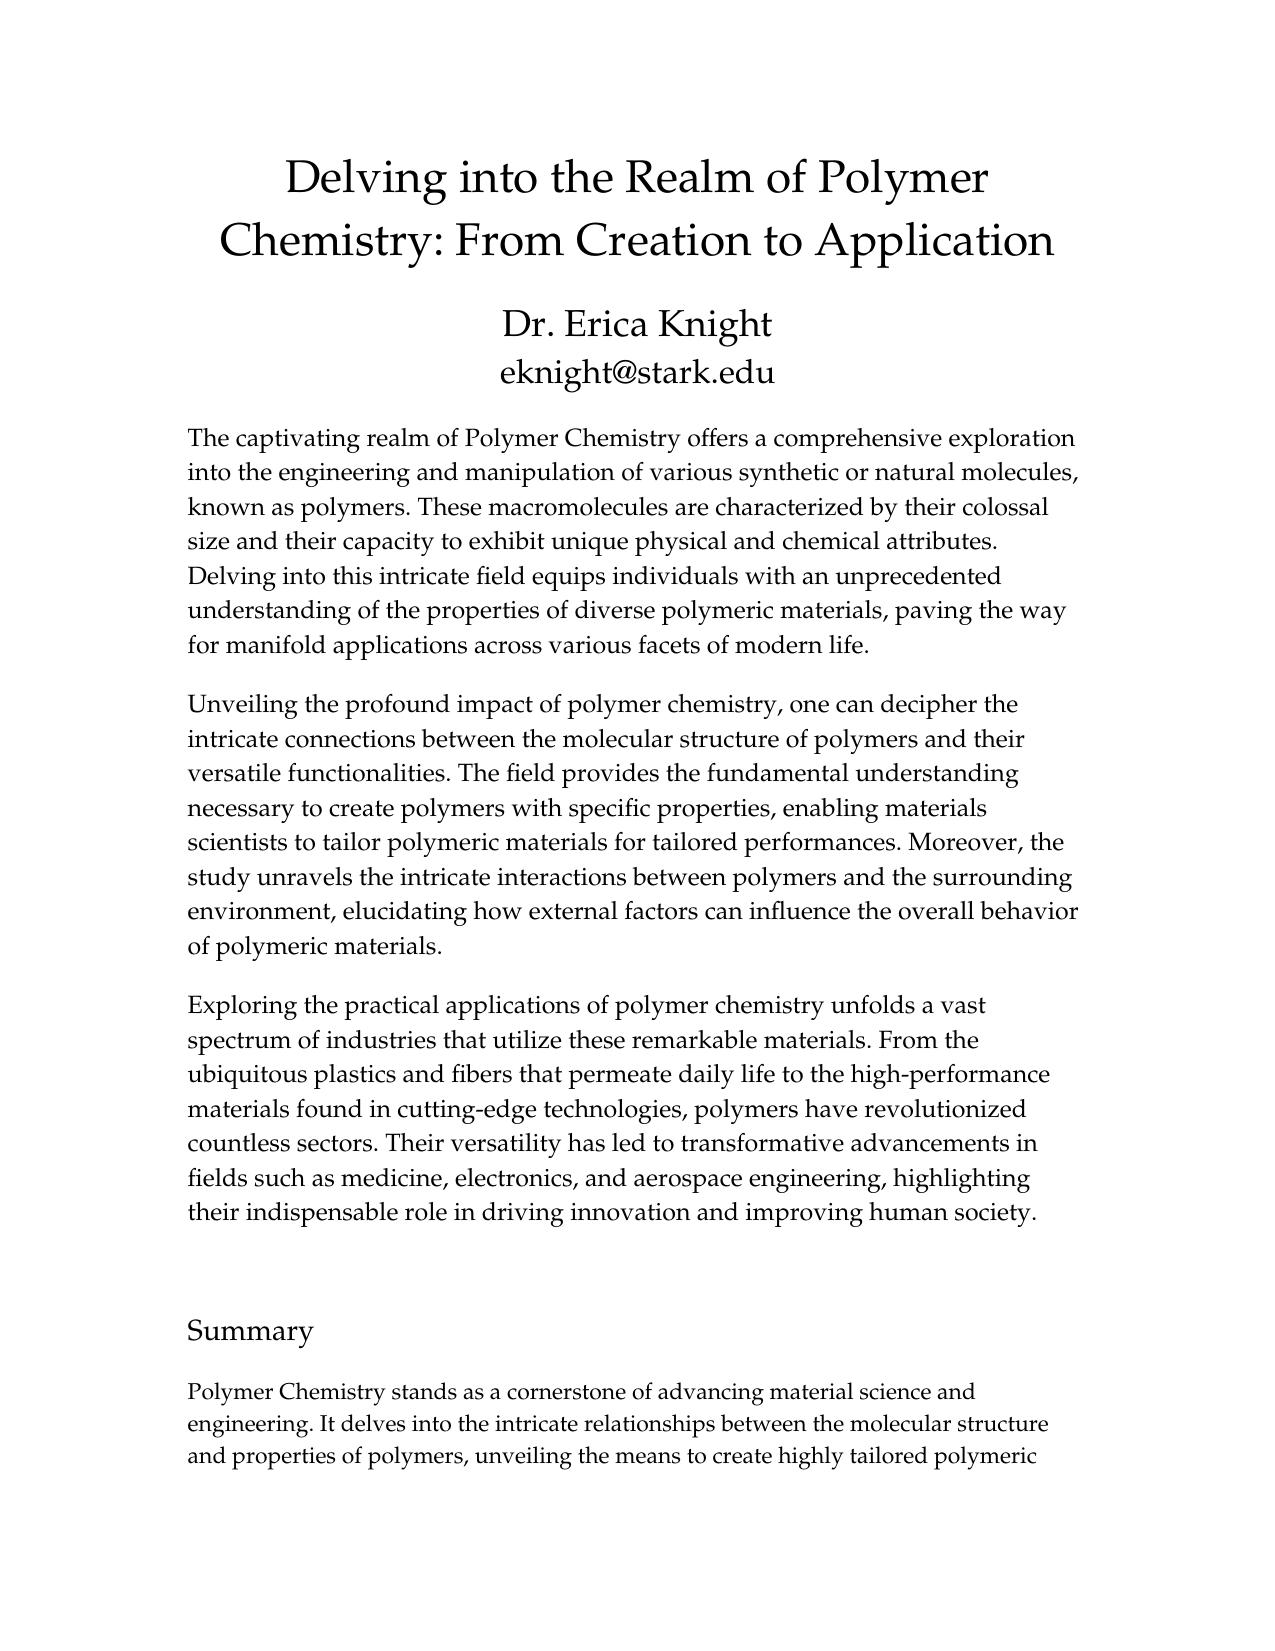 Delving into the Realm of Polymer
Chemistry: From Creation to Application
Dr. Erica Knight
eknight@stark.edu
The captivating realm of Polymer Chemistry offers a comprehensive exploration
into the engineering and manipulation of various synthetic or natural molecules,
known as polymers. These macromolecules are characterized by their colossal
size and their capacity to exhibit unique physical and chemical attributes.
Delving into this intricate field equips individuals with an unprecedented
understanding of the properties of diverse polymeric materials, paving the way
for manifold applications across various facets of modern life.
Unveiling the profound impact of polymer chemistry, one can decipher the
intricate connections between the molecular structure of polymers and their
versatile functionalities. The field provides the fundamental understanding
necessary to create polymers with specific properties, enabling materials
scientists to tailor polymeric materials for tailored performances. Moreover, the
study unravels the intricate interactions between polymers and the surrounding
environment, elucidating how external factors can influence the overall behavior
of polymeric materials.
Exploring the practical applications of polymer chemistry unfolds a vast
spectrum of industries that utilize these remarkable materials. From the
ubiquitous plastics and fibers that permeate daily life to the high-performance
materials found in cutting-edge technologies, polymers have revolutionized
countless sectors. Their versatility has led to transformative advancements in
fields such as medicine, electronics, and aerospace engineering, highlighting
their indispensable role in driving innovation and improving human society.
Summary
Polymer Chemistry stands as a cornerstone of advancing material science and
engineering. It delves into the intricate relationships between the molecular structure
and properties of polymers, unveiling the means to create highly tailored polymeric